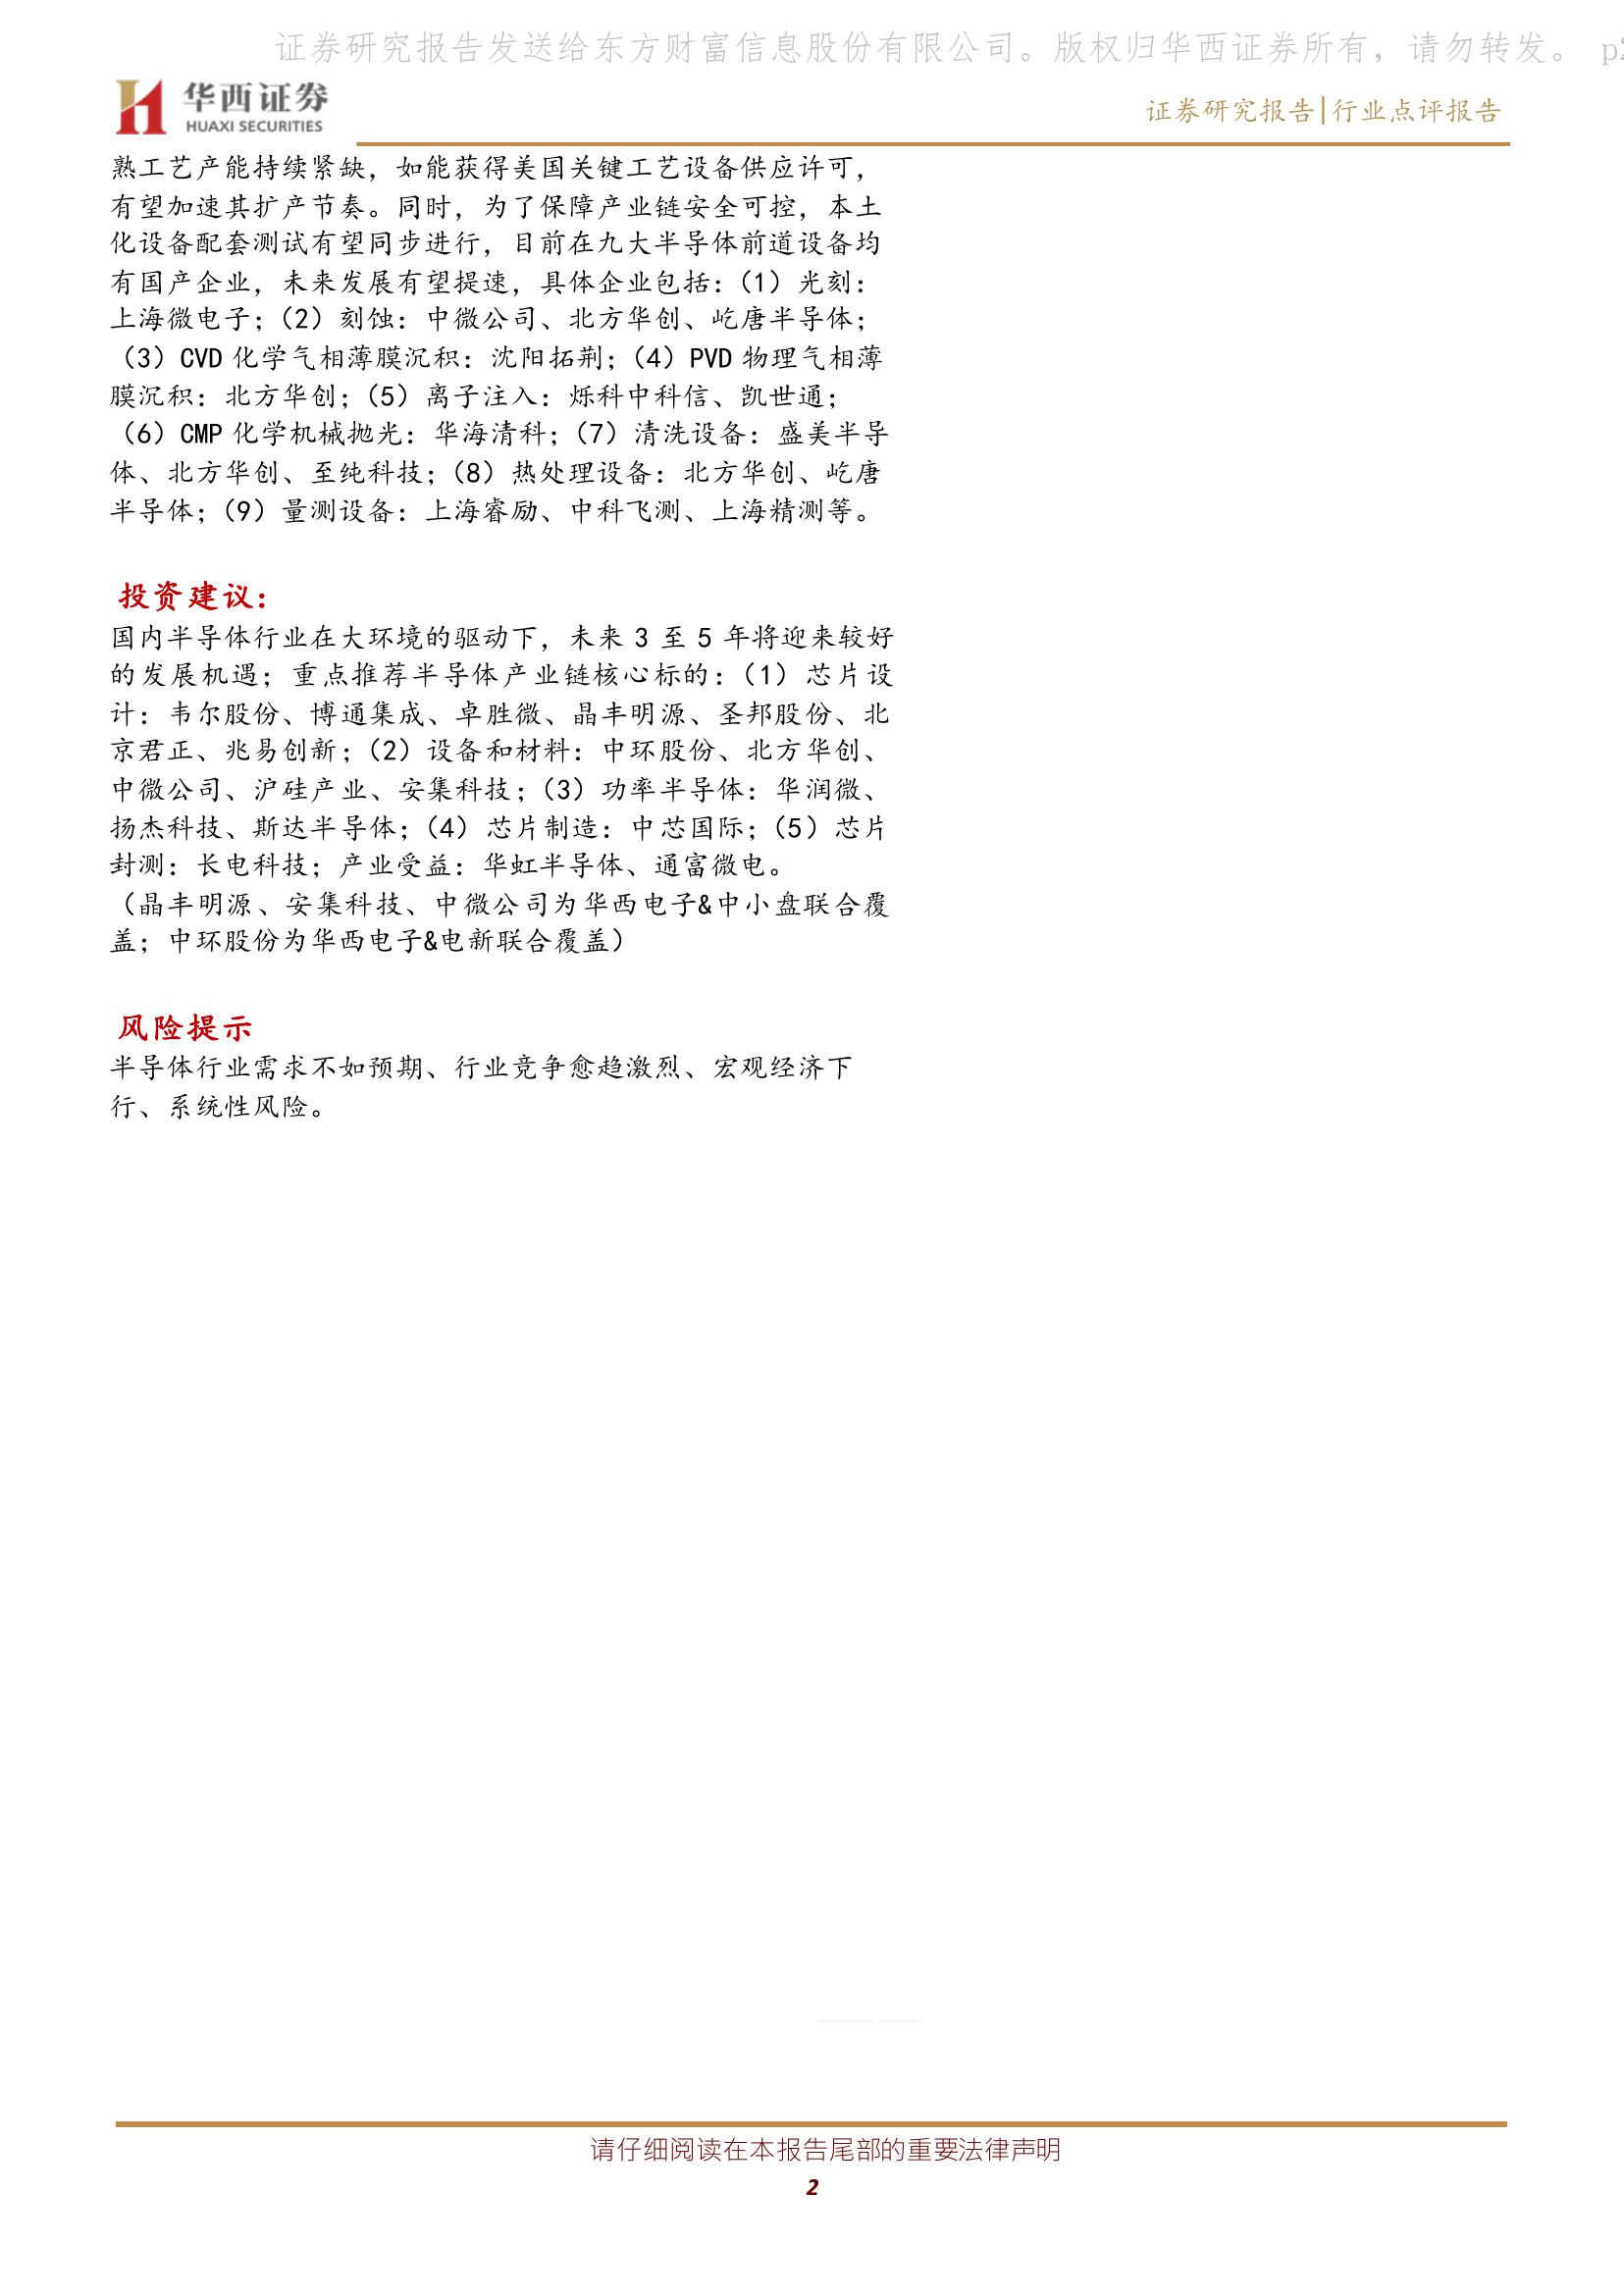 证券研究报告发送给东方财富信息股份有限公司。版权归华西证券所有，请勿转发。 p2
华西证券
HUAXI SECURITIES
证券研究报告|行业点评报告
熟工艺产能持续紧缺，如能获得美国关键工艺设备供应许可，
有望加速其扩产节奏。同时，为了保障产业链安全可控，本土
化设备配套测试有望同步进行，目前在九大半导体前道设备均
有国产企业，未来发展有望提速，具体企业包括：（1）光刻：
上海微电子；（2）刻蚀：中微公司、北方华创、屹唐半导体；
（3）CVD 化学气相薄膜沉积：沈阳拓荆；（4）PVD 物理气相薄
膜沉积：北方华创；（5）离子注入：烁科中科信、凯世通；
（6）CMP 化学机械抛光：华海清科；（7）清洗设备：盛美半导
体、北方华创、至纯科技；（8）热处理设备：北方华创、屹唐
半导体；（9）量测设备：上海睿励、中科飞测、上海精测等。
投资建议：
国内半导体行业在大环境的驱动下，未来 3 至 5 年将迎来较好
的发展机遇；重点推荐半导体产业链核心标的：（1）芯片设
计：韦尔股份、博通集成、卓胜微、晶丰明源、圣邦股份、北
京君正、兆易创新；（2）设备和材料：中环股份、北方华创、
中微公司、沪硅产业、安集科技；（3）功率半导体：华润微、
扬杰科技、斯达半导体；（4）芯片制造：中芯国际；（5）芯片
封测：长电科技；产业受益：华虹半导体、通富微电。
（晶丰明源、安集科技、中微公司为华西电子&中小盘联合覆
盖；中环股份为华西电子&电新联合覆盖）
风险提示
半导体行业需求不如预期、行业竞争愈趋激烈、宏观经济下
行、系统性风险。
请仔细阅读在本报告尾部的重要法律声明
2